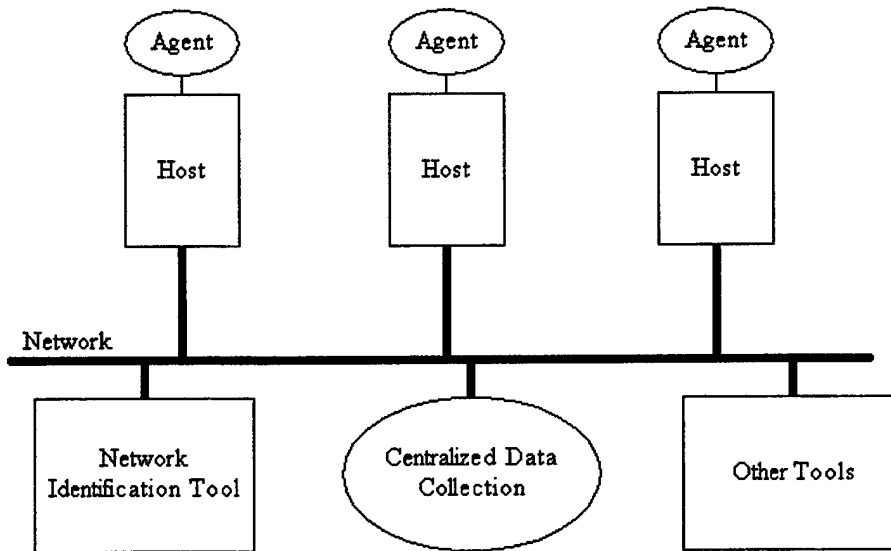 Agent
Agent
Agent
Host
Host
Host
Network
Network
Identification Tool
Centralized Data
Collection
Other Tools